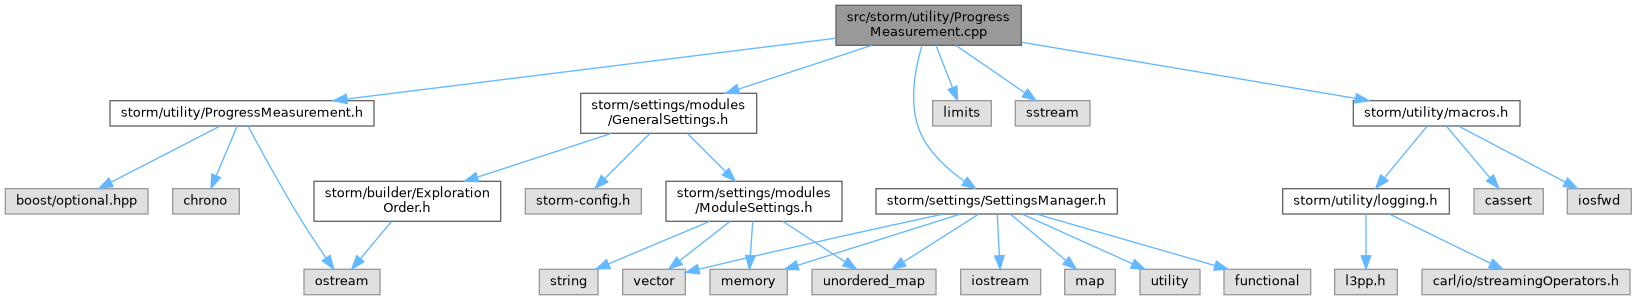 src/storm/utility/Progress
Measurement.cpp
storm/utility/ProgressMeasurement.h
storm/settings/modules
/GeneralSettings.h
limits
sstream
storm/utility/macros.h
boost/optional.hpp
chrono
storm/builder/Exploration
Order.h
storm-config.h
storm/settings/modules
/ModuleSettings.h
storm/settings/SettingsManager.h
storm/utility/logging.h
cassert
iosfwd
ostream
string
vector
memory
unordered_map
iostream
map
utility
functional
l3pp.h
carl/io/streamingOperators.h